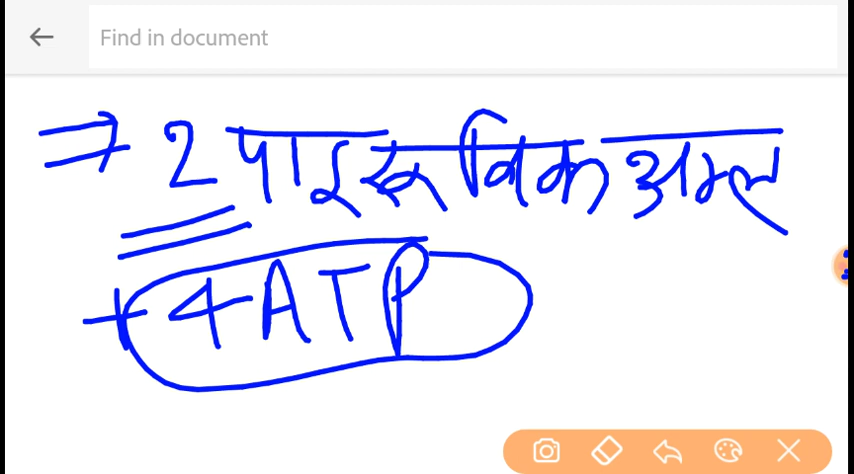 Find in document
⇒ 2 पाइरूविक अम्ल
+ 4ATP